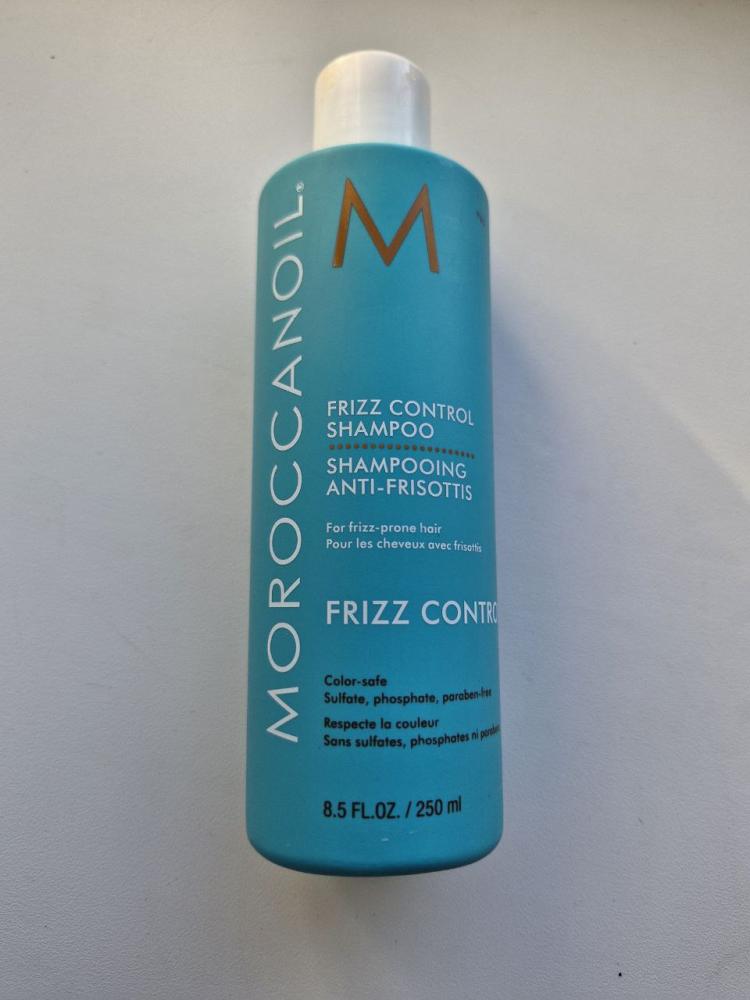 MOROCCANOIL®
M
FRIZZ CONTROL
SHAMPOO
SHAMPOOING
ANTI-FRISOTTIS
For frizz-prone hair
Pour les cheveux avec frisottis
FRIZZ CONTRO
Color-safe
Sulfate, phosphate, paraben-free
Respecte la couleur
Sans sulfates, phosphates ni
8.5 FL.OZ. / 250 ml